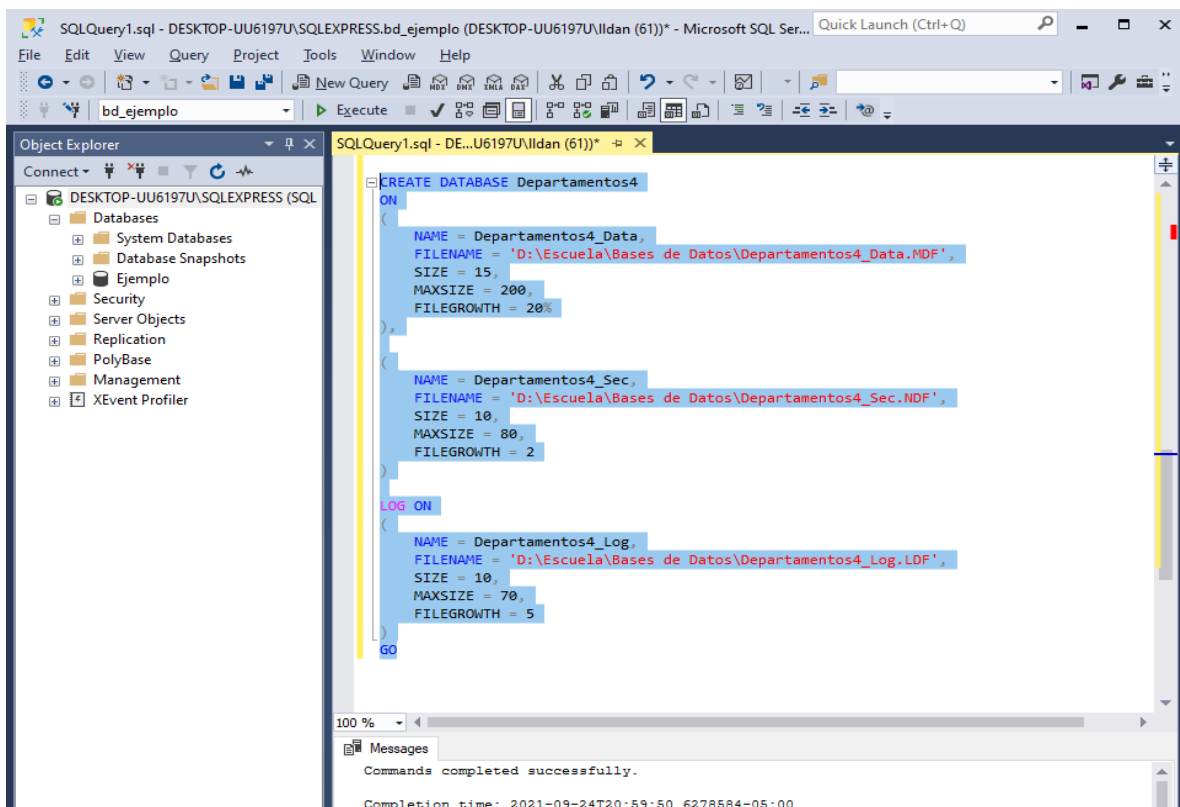 SQLQuery1.sql - DESKTOP-UU6197U\SQLEXPRESS.bd_ejemplo (DESKTOP-UU6197U\Ildan (61))* - Microsoft SQL Ser...
Quick Launch (Ctrl+Q)
File Edit View Query Project Tools Window Help
New Query MDX DMX XMLA DAX
bd_ejemplo Execute
Object Explorer
Connect
DESKTOP-UU6197U\SQLEXPRESS (SQL
Databases
System Databases
Database Snapshots
Ejemplo
Security
Server Objects
Replication
PolyBase
Management
XEvent Profiler
SQLQuery1.sql - DE...U6197U\Ildan (61))*
CREATE DATABASE Departamentos4
ON
(
NAME = Departamentos4_Data,
FILENAME = 'D:\Escuela\Bases de Datos\Departamentos4_Data.MDF',
SIZE = 15,
MAXSIZE = 200,
FILEGROWTH = 20%
),
(
NAME = Departamentos4_Sec,
FILENAME = 'D:\Escuela\Bases de Datos\Departamentos4_Sec.NDF',
SIZE = 10,
MAXSIZE = 80,
FILEGROWTH = 2
)
LOG ON
(
NAME = Departamentos4_Log,
FILENAME = 'D:\Escuela\Bases de Datos\Departamentos4_Log.LDF',
SIZE = 10,
MAXSIZE = 70,
FILEGROWTH = 5
)
GO
100 %
Messages
Commands completed successfully.
Completion time: 2021-09-24T20:59:50.6278584-05:00